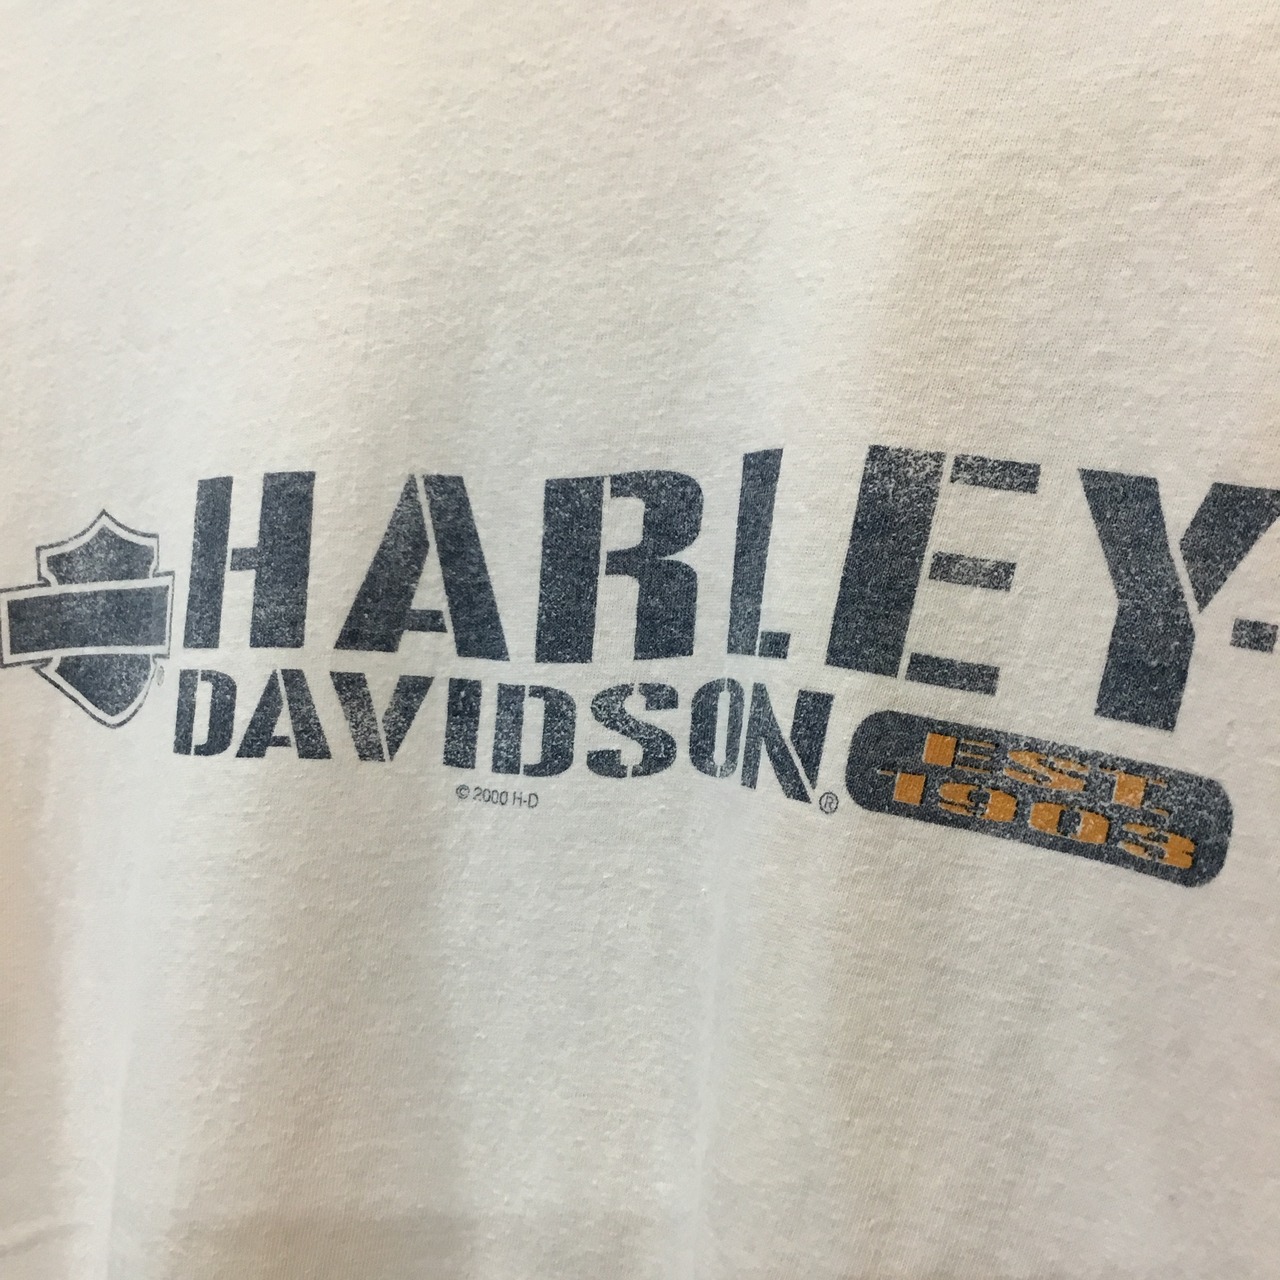 HARLEY-
DAVIDSON®
EST.
1903
© 2000 H-D